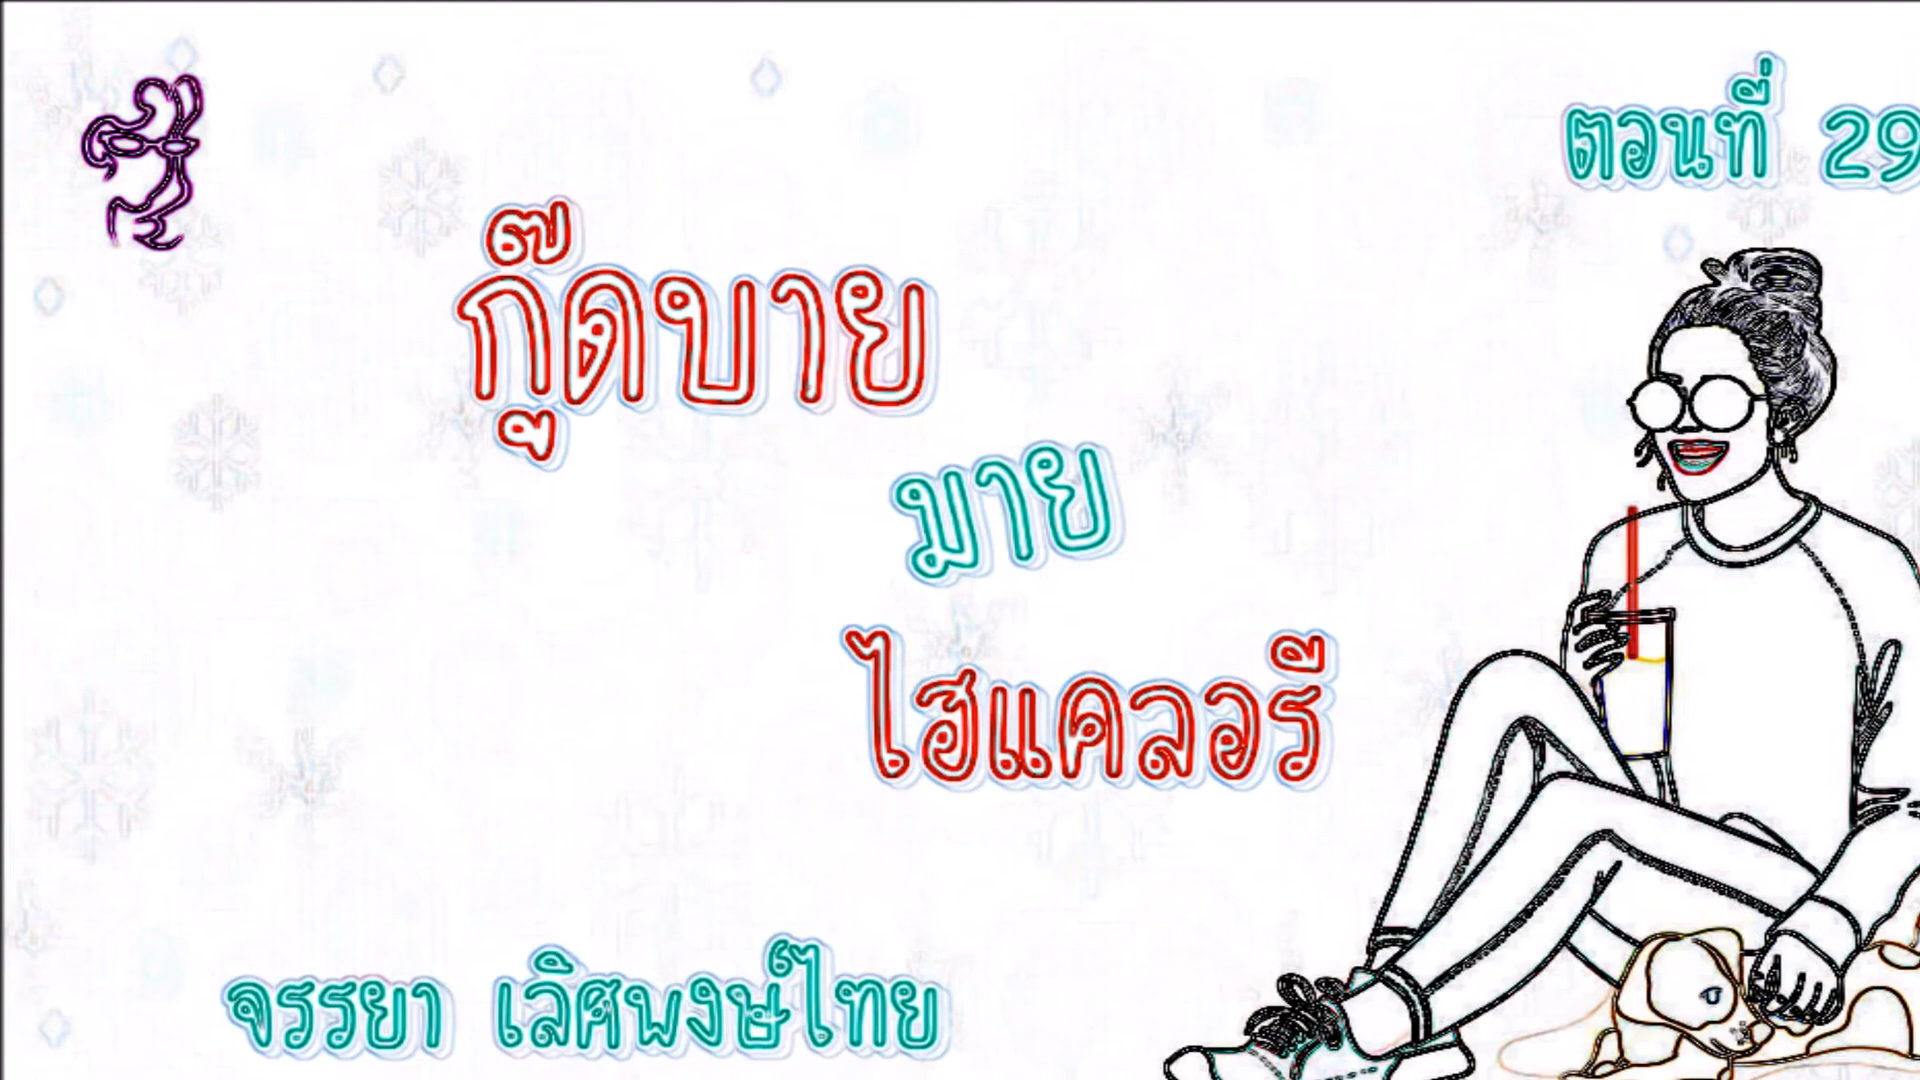 ตอนที่ 29
กู๊ดบาย
มาย
ไฮแคลอรี
จรรยา เลิศพงษ์ไทย